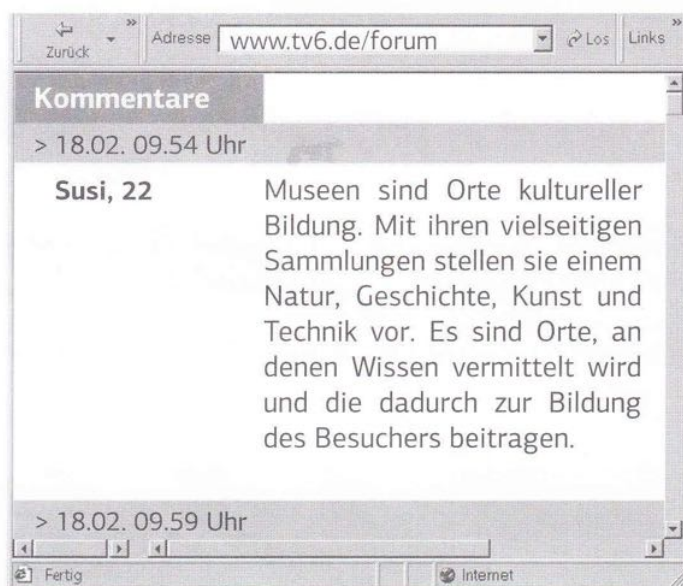 Zurück » Adresse www.tv6.de/forum Los Links »
Kommentare
> 18.02. 09.54 Uhr
Susi, 22 Museen sind Orte kultureller
Bildung. Mit ihren vielseitigen
Sammlungen stellen sie einem
Natur, Geschichte, Kunst und
Technik vor. Es sind Orte, an
denen Wissen vermittelt wird
und die dadurch zur Bildung
des Besuchers beitragen.
> 18.02. 09.59 Uhr
Fertig Internet